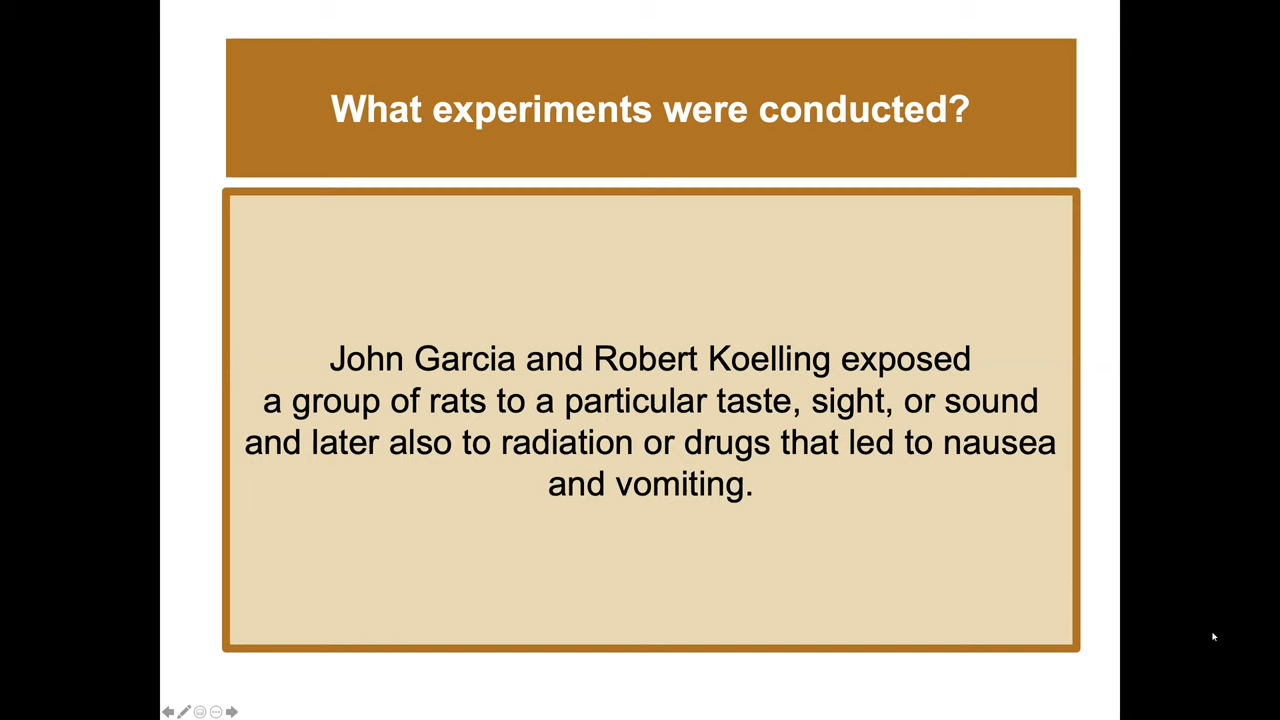 What experiments were conducted?
John Garcia and Robert Koelling exposed
a group of rats to a particular taste, sight, or sound
and later also to radiation or drugs that led to nausea
and vomiting.